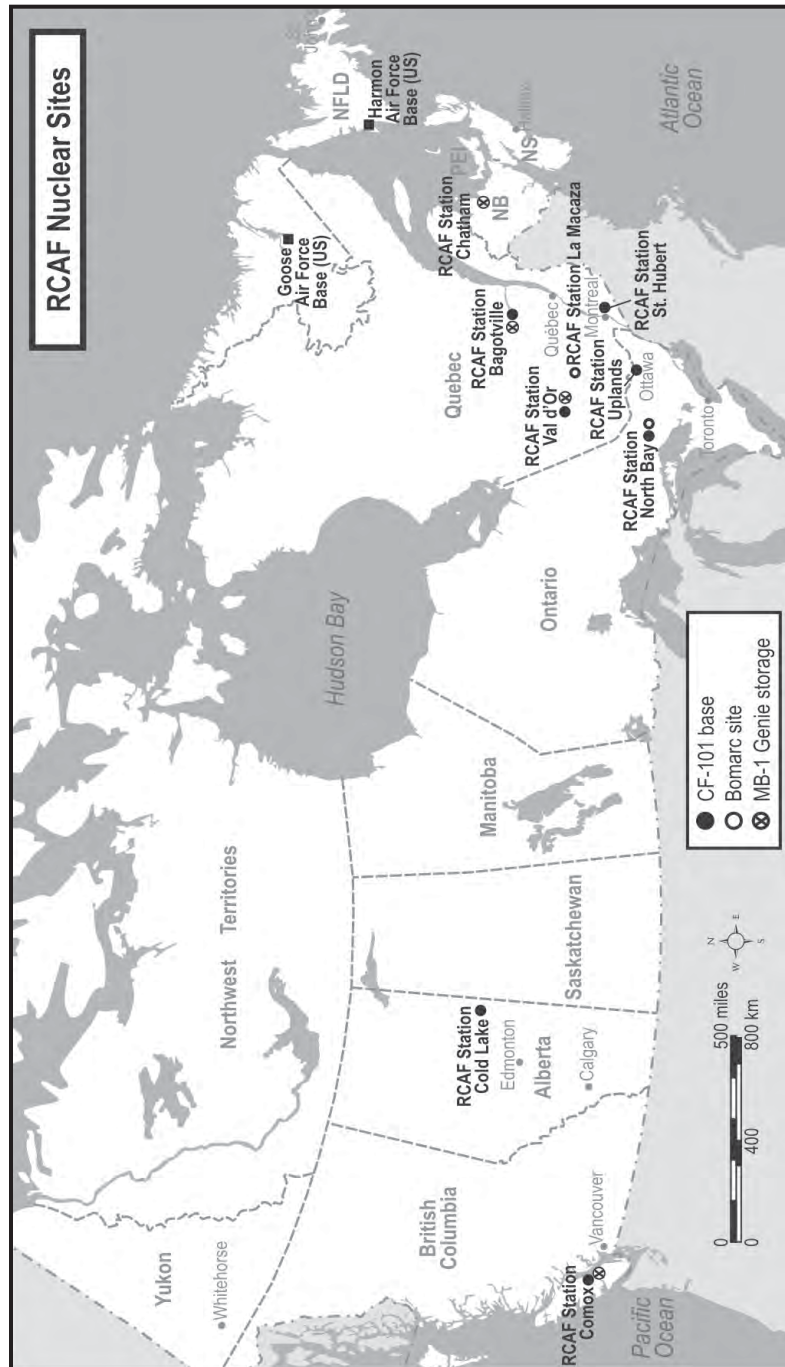 RCAF Nuclear Sites
Yukon
Whitehorse
Northwest Territories
British
Columbia
Vancouver
RCAF Station
Comox
Pacific
Ocean
RCAF Station
Cold Lake
Edmonton
Alberta
Calgary
Saskatchewan
Manitoba
Hudson Bay
Ontario
Quebec
Goose
Air Force
Base (US)
NFLD
Harmon
Air Force
Base (US)
RCAF Station
Chatham
PEI
NB
NS
Halifax
RCAF Station
Bagotville
Québec
RCAF Station
Val d'Or
RCAF Station La Macaza
Montreal
RCAF Station
St. Hubert
RCAF Station
Uplands
Ottawa
RCAF Station
North Bay
Toronto
Atlantic
Ocean
0 500 miles
0 400 800 km
N
W E
S
CF-101 base
Bomarc site
MB-1 Genie storage